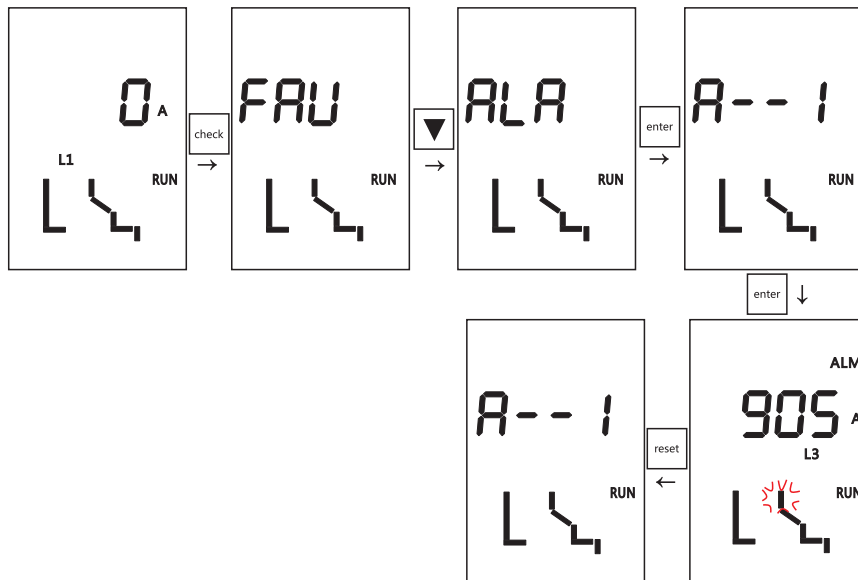 0 A
L1
RUN
check
→
FAU
RUN
▼
→
ALA
RUN
enter
→
A--1
RUN
enter
↓
ALM
905 A
L3
RUN
reset
←
A--1
RUN